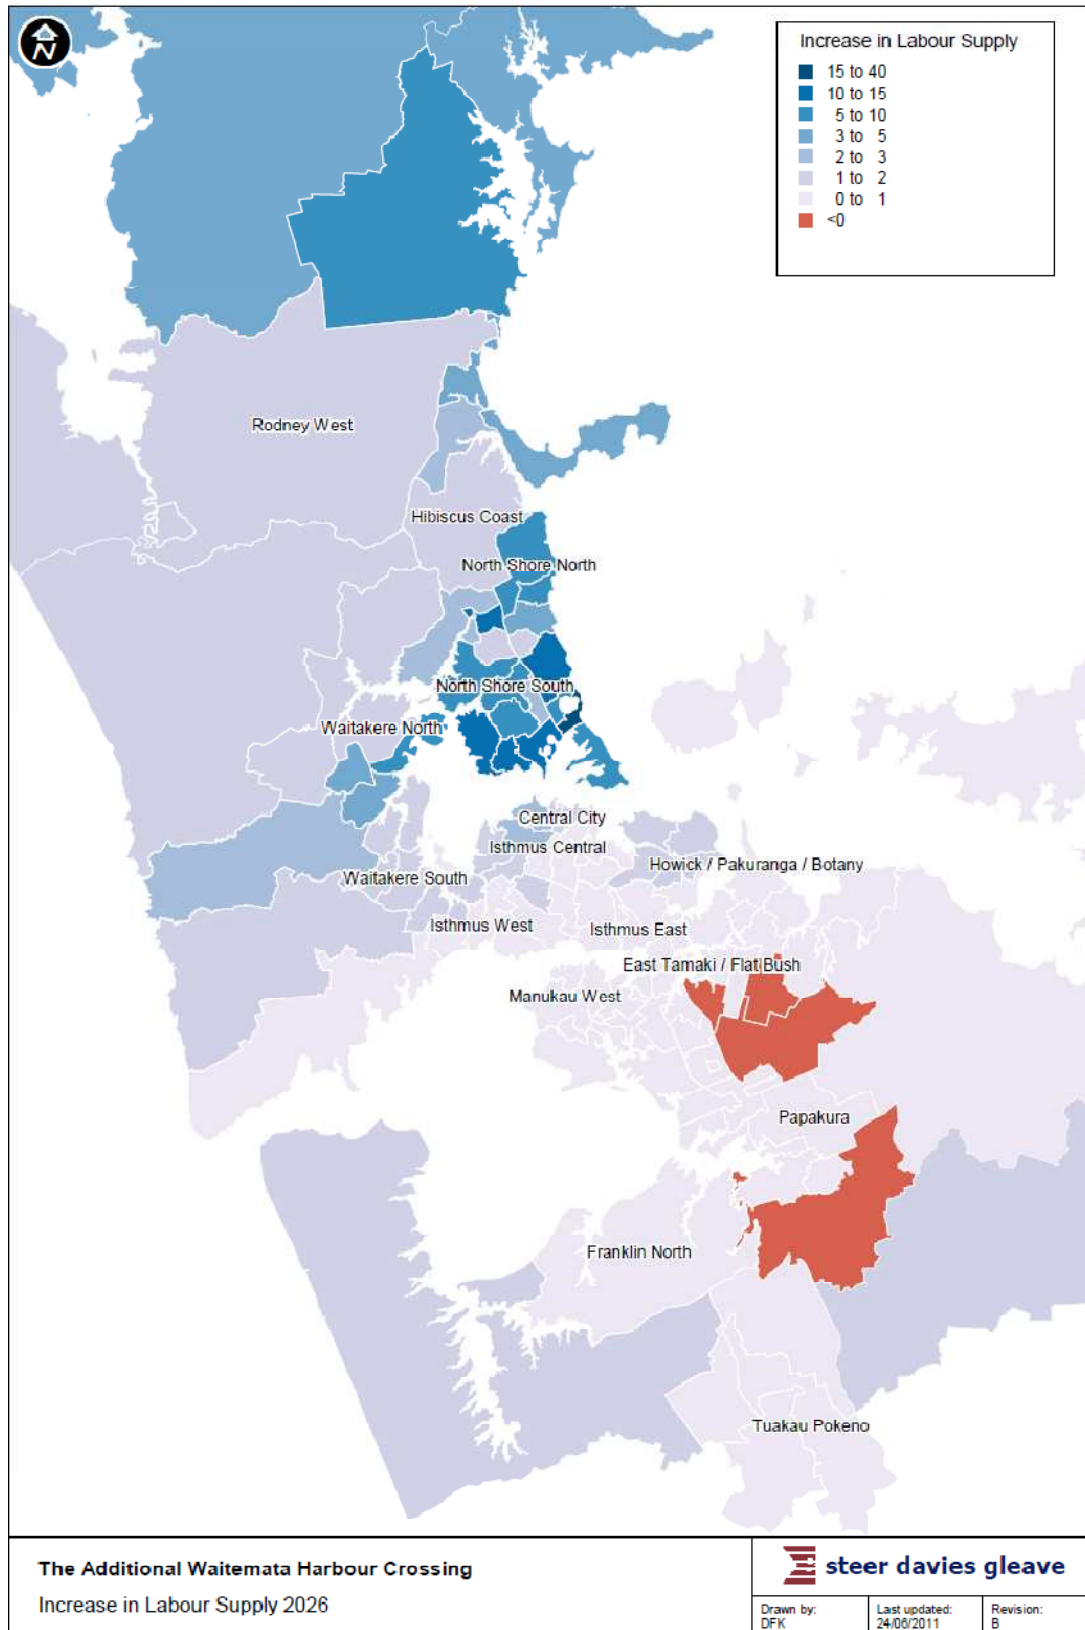 N
Increase in Labour Supply
15 to 40
10 to 15
5 to 10
3 to 5
2 to 3
1 to 2
0 to 1
<0
Rodney West
Hibiscus Coast
North Shore North
North Shore South
Waitakere North
Central City
Isthmus Central
Howick / Pakuranga / Botany
Waitakere South
Isthmus West
Isthmus East
East Tamaki / Flat Bush
Manukau West
Papakura
Franklin North
Tuakau Pokeno
The Additional Waitemata Harbour Crossing
Increase in Labour Supply 2026
steer davies gleave
Drawn by: Last updated: Revision:
DFK 24/06/2011 B